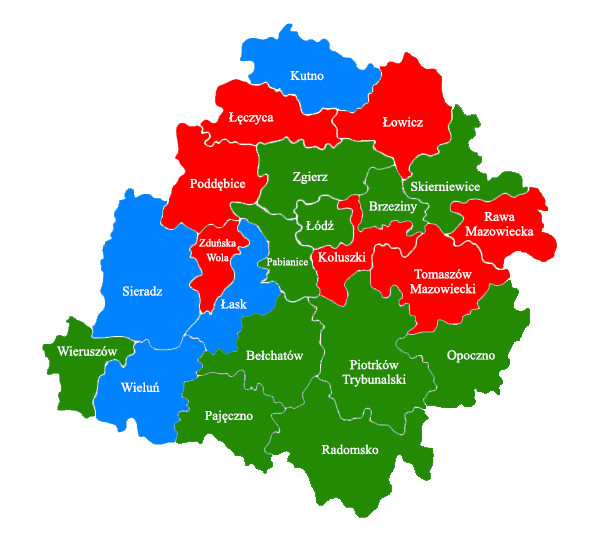 Kutno
Łęczyca
Łowicz
Poddębice
Zgierz
Skierniewice
Brzeziny
Łódź
Rawa
Mazowiecka
Zduńska
Wola
Pabianice
Koluszki
Tomaszów
Mazowiecki
Sieradz
Łask
Wieruszów
Bełchatów
Opoczno
Piotrków
Trybunalski
Wieluń
Pajęczno
Radomsko